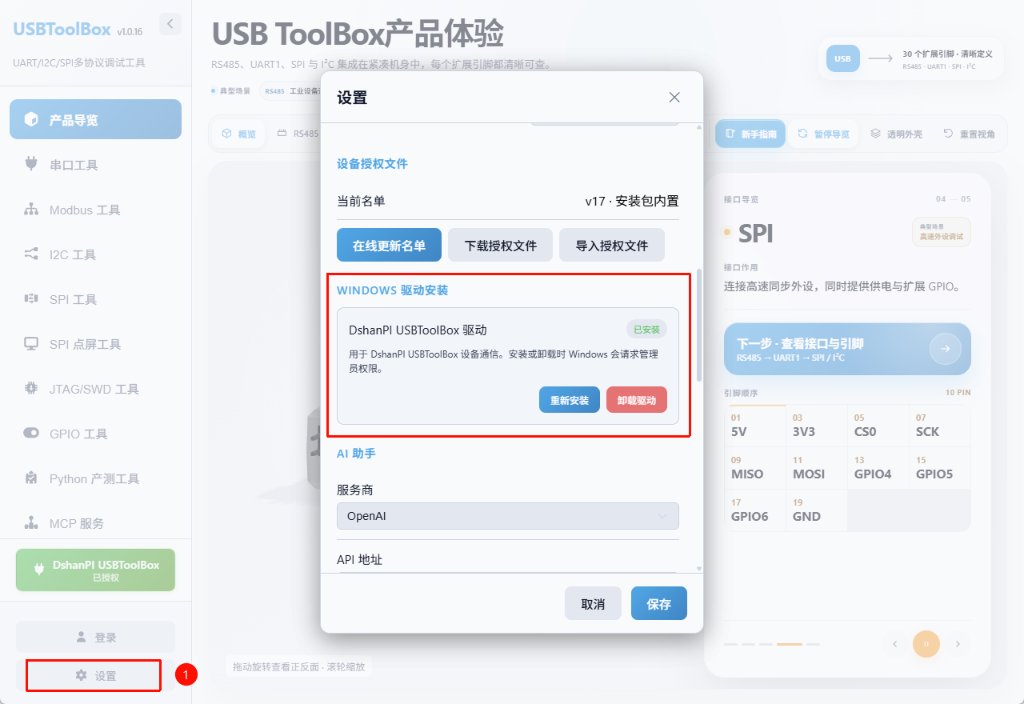 USBToolBox v1.0.16
UART/I2C/SPI多协议调试工具
产品导览
串口工具
Modbus 工具
I2C 工具
SPI 工具
SPI 点屏工具
JTAG/SWD 工具
GPIO 工具
Python 产测工具
MCP 服务
DshanPI USBToolBox
已授权
登录
设置
1
USB ToolBox产品体验
RS485、UART1、SPI 与 I²C 集成在紧凑机身中，每个扩展引脚都清晰可查。
典型场景
RS485 工业设备
USB
30 个扩展引脚 · 清晰定义
RS485 · UART1 · SPI · I²C
概览
RS485
新手指南
暂停导览
透明外壳
重置视角
设置
设备授权文件
当前名单
v17 · 安装包内置
在线更新名单
下载授权文件
导入授权文件
WINDOWS 驱动安装
DshanPI USBToolBox 驱动
已安装
用于 DshanPI USBToolBox 设备通信。安装或卸载时 Windows 会请求管理
员权限。
重新安装
卸载驱动
AI 助手
服务商
OpenAI
API 地址
取消
保存
接口导览
04 — 05
SPI
典型场景
高速外设调试
接口作用
连接高速同步外设，同时提供供电与扩展 GPIO。
下一步 · 查看接口与引脚
RS485 → UART1 → SPI / I²C
引脚顺序
10 PIN
01
5V
03
3V3
05
CS0
07
SCK
09
MISO
11
MOSI
13
GPIO4
15
GPIO5
17
GPIO6
19
GND
拖动旋转查看正反面 · 滚轮缩放